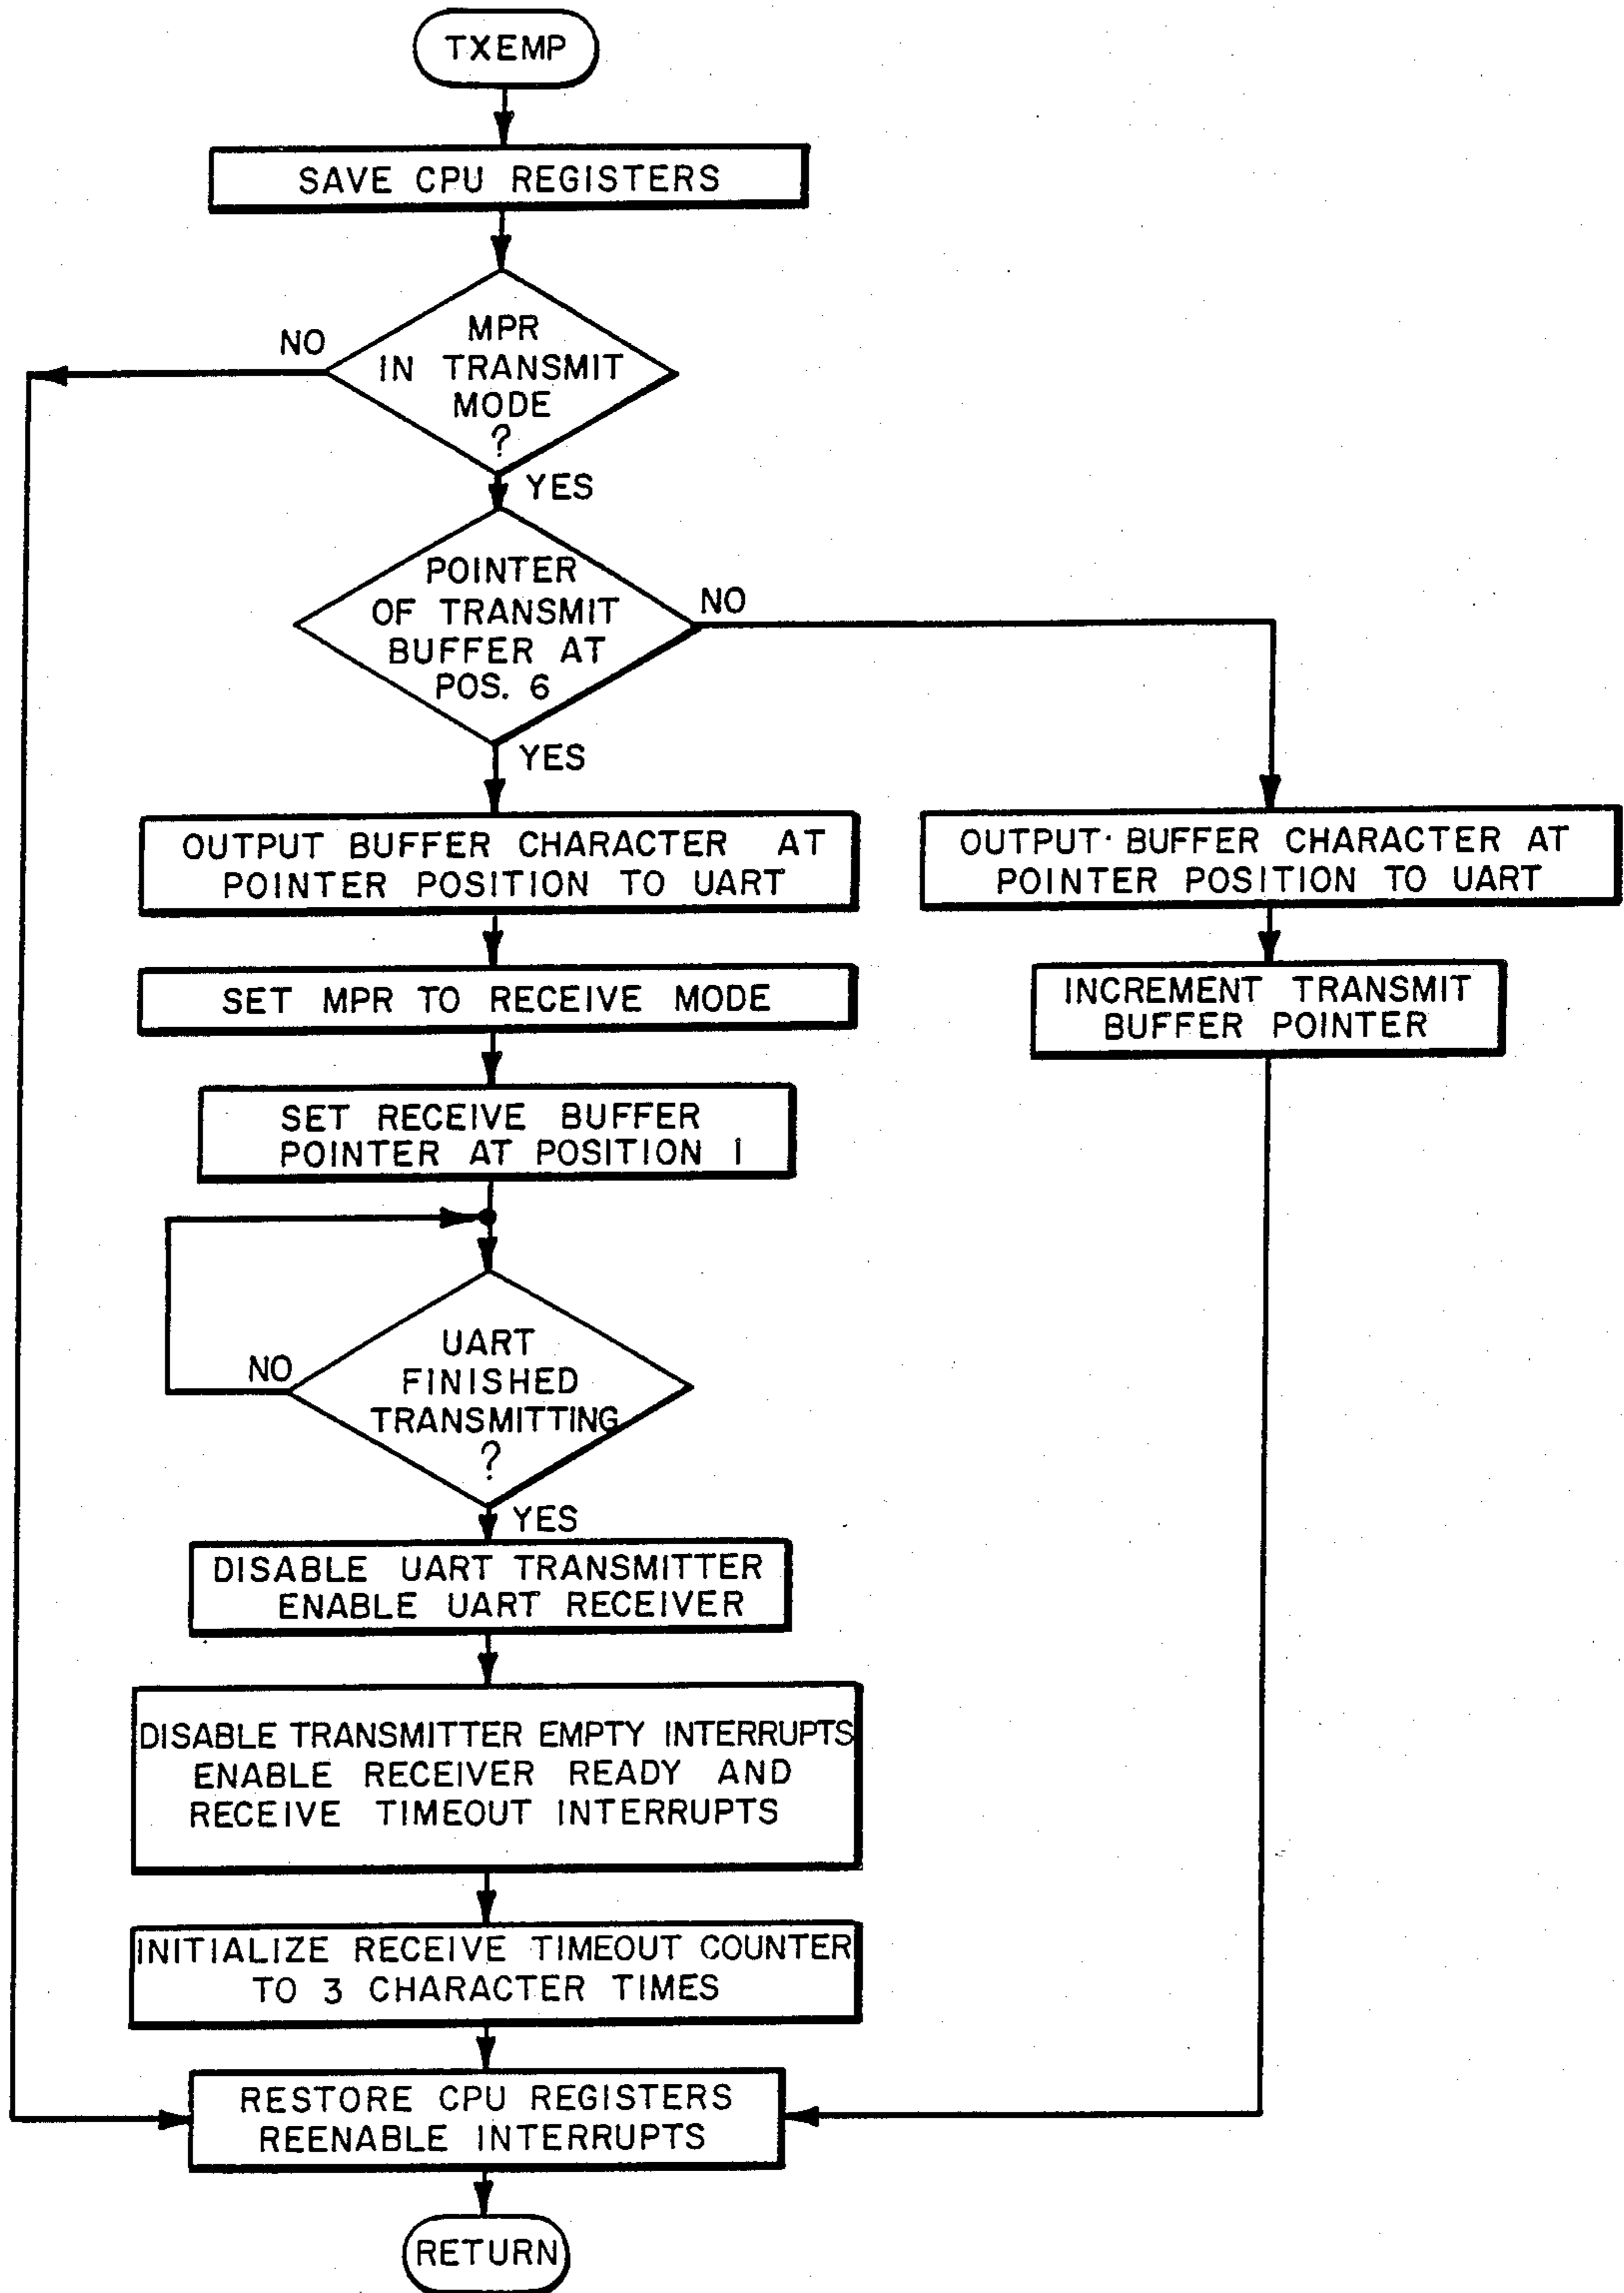 TXEMP
SAVE CPU REGISTERS
MPR
IN TRANSMIT
MODE
?
NO
YES
POINTER
OF TRANSMIT
BUFFER AT
POS. 6
NO
YES
OUTPUT BUFFER CHARACTER AT
POINTER POSITION TO UART
OUTPUT BUFFER CHARACTER AT
POINTER POSITION TO UART
SET MPR TO RECEIVE MODE
INCREMENT TRANSMIT
BUFFER POINTER
SET RECEIVE BUFFER
POINTER AT POSITION 1
UART
FINISHED
TRANSMITTING
?
NO
YES
DISABLE UART TRANSMITTER
ENABLE UART RECEIVER
DISABLE TRANSMITTER EMPTY INTERRUPTS
ENABLE RECEIVER READY AND
RECEIVE TIMEOUT INTERRUPTS
INITIALIZE RECEIVE TIMEOUT COUNTER
TO 3 CHARACTER TIMES
RESTORE CPU REGISTERS
REENABLE INTERRUPTS
RETURN